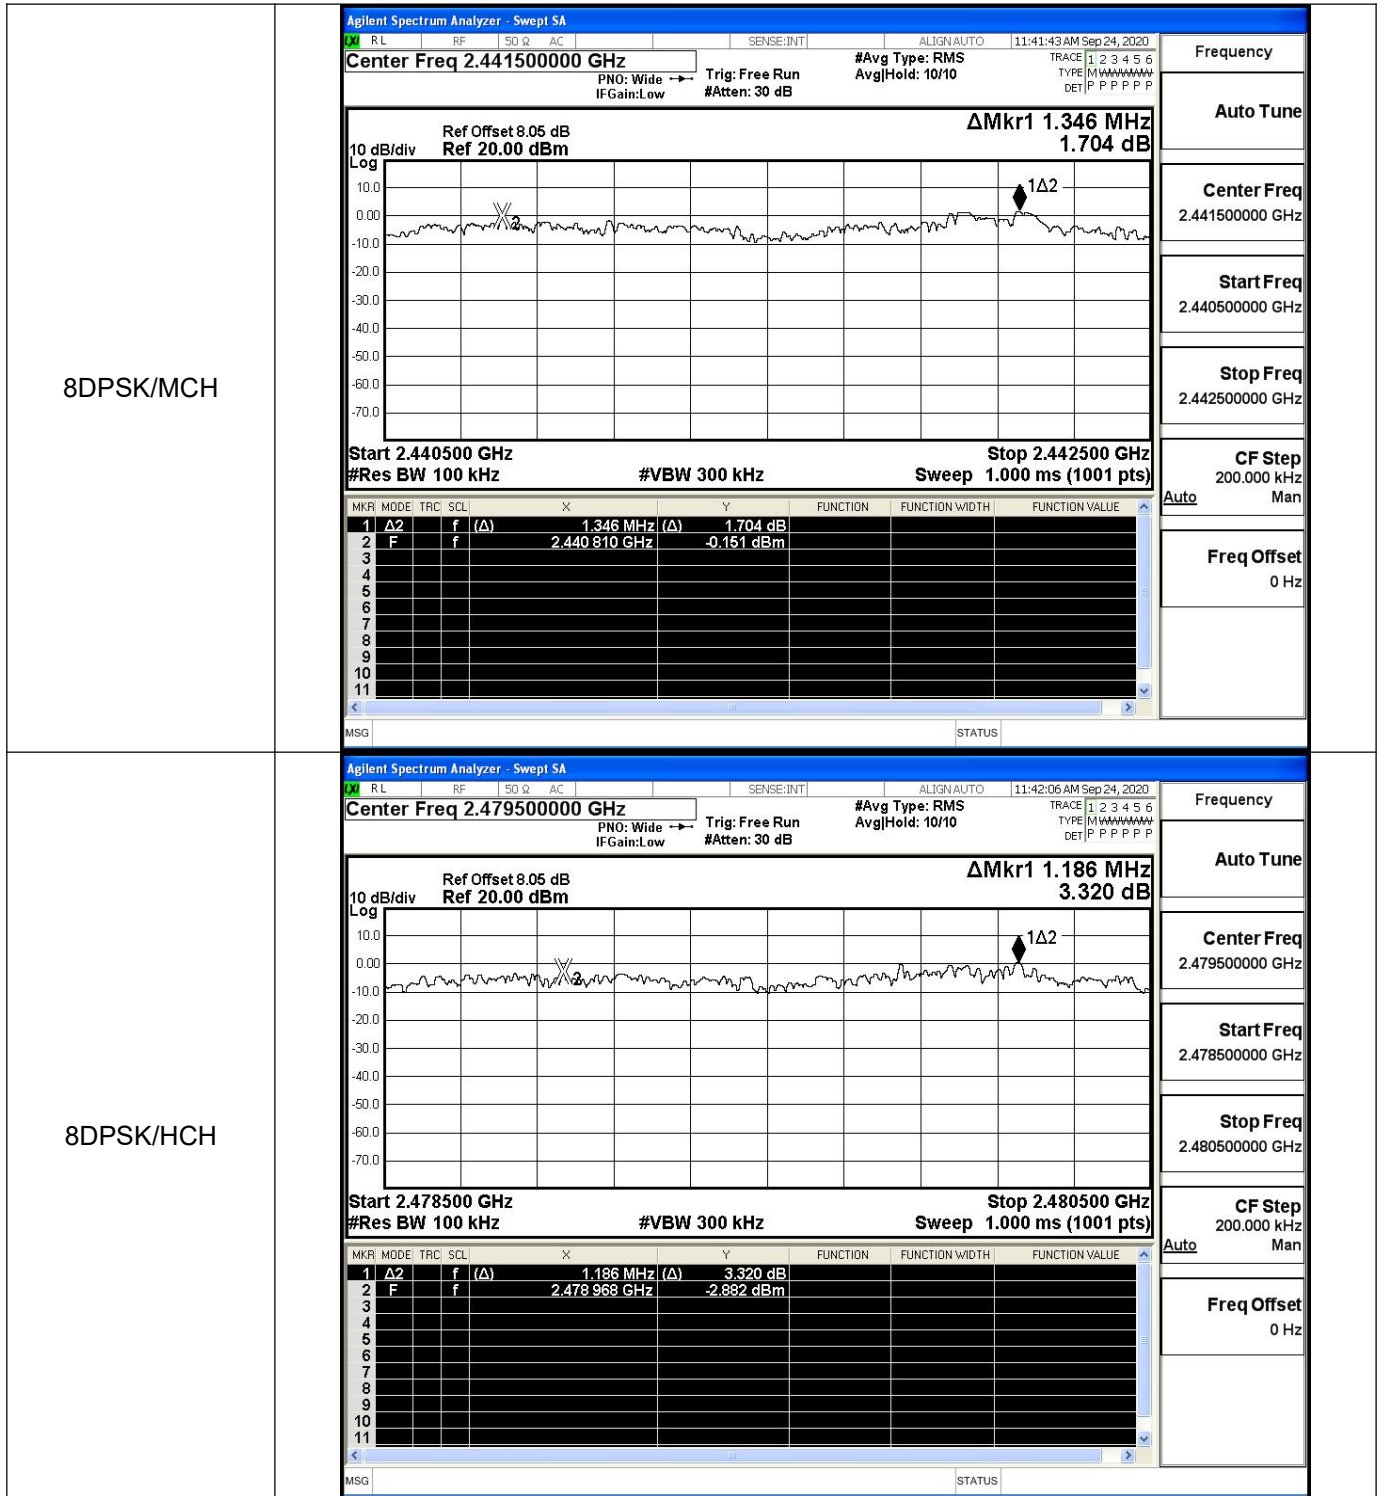 8DPSK/MCH
Agilent Spectrum Analyzer - Swept SA
LXI RL RF 50 Ω AC SENSE:INT ALIGN AUTO 11:41:43 AM Sep 24, 2020
Center Freq 2.441500000 GHz
PNO: Wide
IFGain:Low
Trig: Free Run
#Atten: 30 dB
#Avg Type: RMS
Avg|Hold: 10/10
TRACE 1 2 3 4 5 6
TYPE M WWWWW
DET P P P P P P
Ref Offset 8.05 dB
10 dB/div Ref 20.00 dBm
Log
ΔMkr1 1.346 MHz
1.704 dB
10.0
0.00
-10.0
-20.0
-30.0
-40.0
-50.0
-60.0
-70.0
2
1Δ2
Start 2.440500 GHz Stop 2.442500 GHz
#Res BW 100 kHz #VBW 300 kHz Sweep 1.000 ms (1001 pts)
MKR MODE TRC SCL X Y FUNCTION FUNCTION WIDTH FUNCTION VALUE
1 Δ2 f (Δ) 1.346 MHz (Δ) 1.704 dB
2 F f 2.440 810 GHz -0.151 dBm
3
4
5
6
7
8
9
10
11
MSG STATUS
Frequency
Auto Tune
Center Freq
2.441500000 GHz
Start Freq
2.440500000 GHz
Stop Freq
2.442500000 GHz
CF Step
200.000 kHz
Auto Man
Freq Offset
0 Hz
8DPSK/HCH
Agilent Spectrum Analyzer - Swept SA
LXI RL RF 50 Ω AC SENSE:INT ALIGN AUTO 11:42:06 AM Sep 24, 2020
Center Freq 2.479500000 GHz
PNO: Wide
IFGain:Low
Trig: Free Run
#Atten: 30 dB
#Avg Type: RMS
Avg|Hold: 10/10
TRACE 1 2 3 4 5 6
TYPE M WWWWW
DET P P P P P P
Ref Offset 8.05 dB
10 dB/div Ref 20.00 dBm
Log
ΔMkr1 1.186 MHz
3.320 dB
10.0
0.00
-10.0
-20.0
-30.0
-40.0
-50.0
-60.0
-70.0
2
1Δ2
Start 2.478500 GHz Stop 2.480500 GHz
#Res BW 100 kHz #VBW 300 kHz Sweep 1.000 ms (1001 pts)
MKR MODE TRC SCL X Y FUNCTION FUNCTION WIDTH FUNCTION VALUE
1 Δ2 f (Δ) 1.186 MHz (Δ) 3.320 dB
2 F f 2.478 968 GHz -2.882 dBm
3
4
5
6
7
8
9
10
11
MSG STATUS
Frequency
Auto Tune
Center Freq
2.479500000 GHz
Start Freq
2.478500000 GHz
Stop Freq
2.480500000 GHz
CF Step
200.000 kHz
Auto Man
Freq Offset
0 Hz